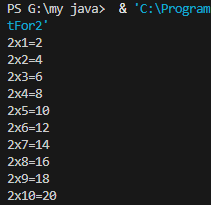 PS G:\my java>  & 'C:\Program
tFor2'
2x1=2
2x2=4
2x3=6
2x4=8
2x5=10
2x6=12
2x7=14
2x8=16
2x9=18
2x10=20